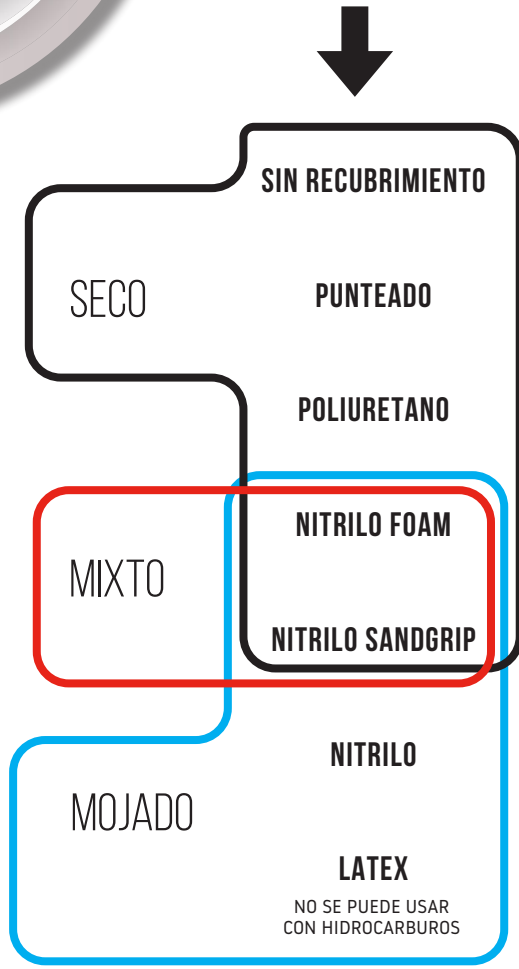 SIN RECUBRIMIENTO
SECO
PUNTEADO
POLIURETANO
NITRILO FOAM
MIXTO
NITRILO SANDGRIP
NITRILO
MOJADO
LATEX
NO SE PUEDE USAR
CON HIDROCARBUROS